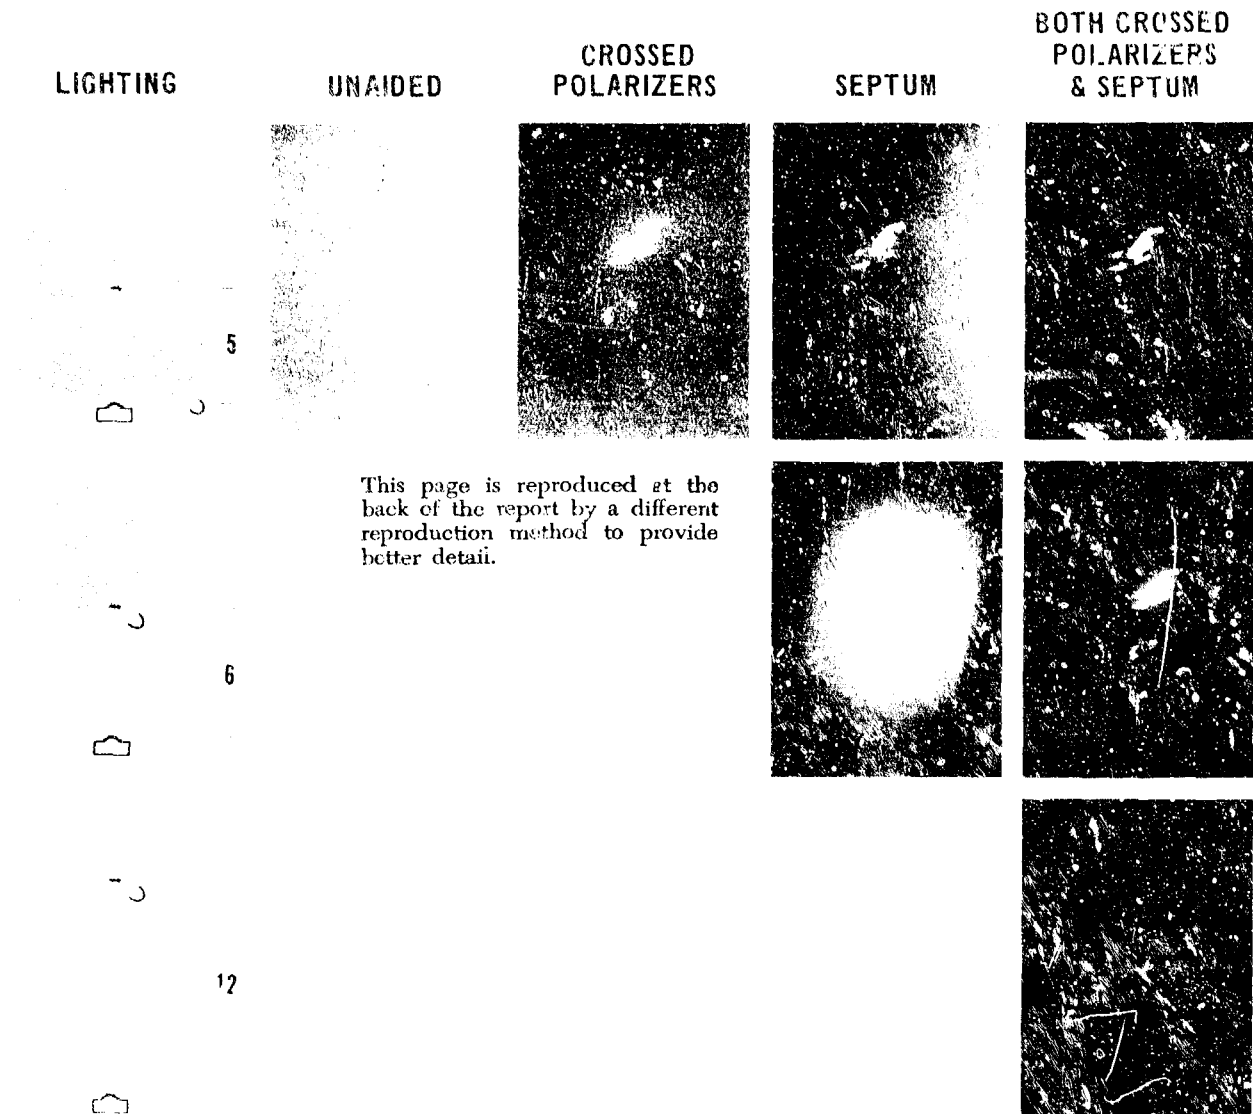 LIGHTING
UNAIDED
CROSSED
POLARIZERS
SEPTUM
BOTH CROSSED
POLARIZERS
& SEPTUM
5
This page is reproduced at the
back of the report by a different
reproduction method to provide
better detail.
6
12